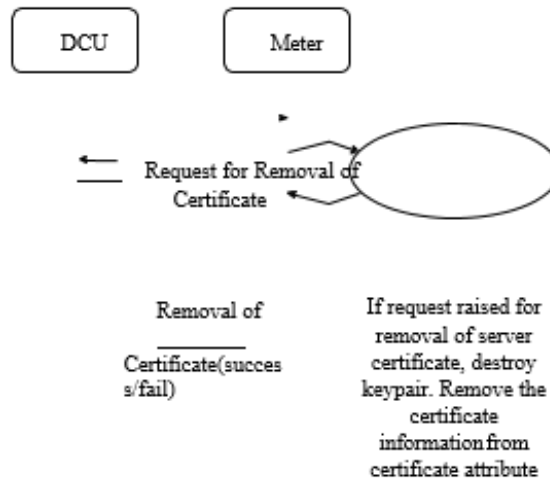 DCU
Meter
Request for Removal of
Certificate
Removal of
Certificate(succes
s/fail)
If request raised for
removal of server
certificate, destroy
keypair. Remove the
certificate
information from
certificate attribute